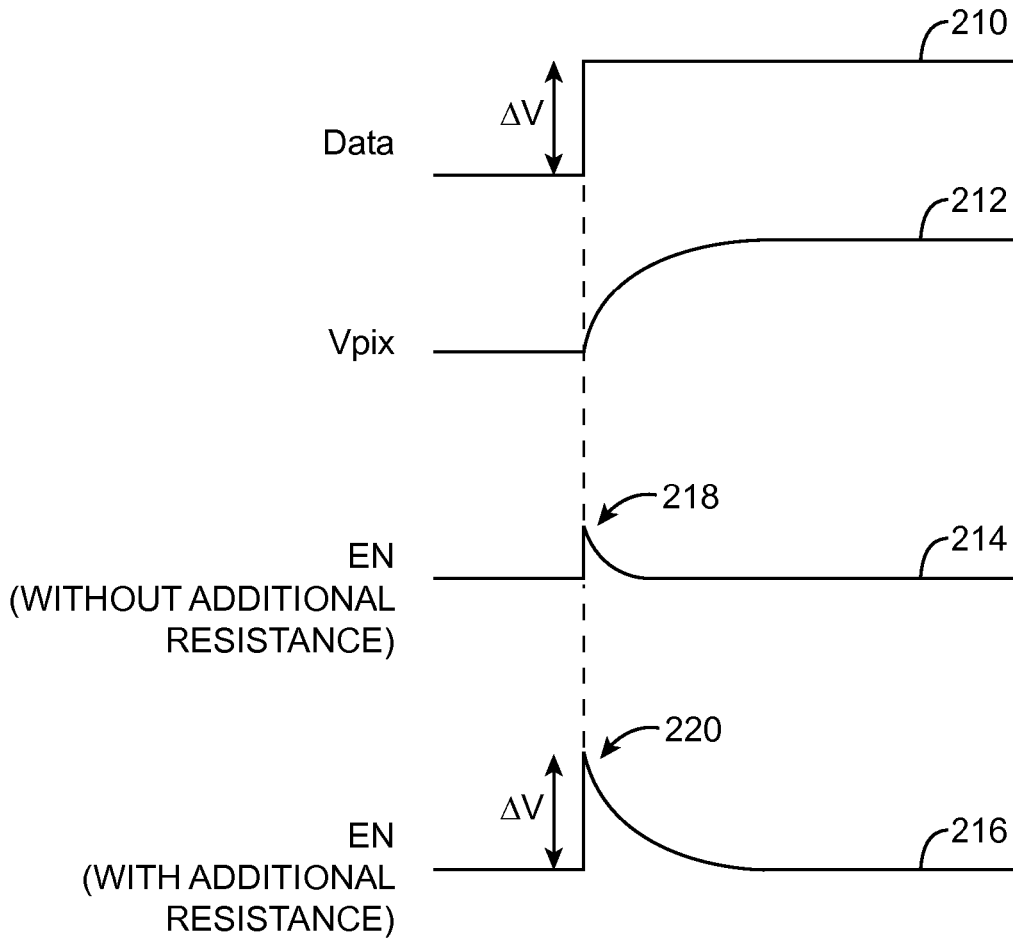 210
ΔV
Data
212
Vpix
218
EN
(WITHOUT ADDITIONAL
RESISTANCE)
214
220
ΔV
EN
(WITH ADDITIONAL
RESISTANCE)
216